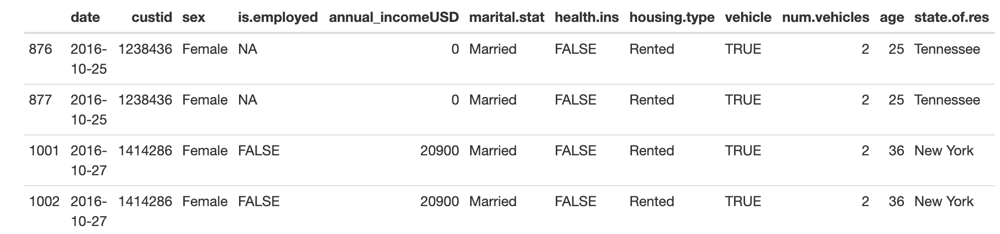 date custid sex is.employed annual_incomeUSD marital.stat health.ins housing.type vehicle num.vehicles age state.of.res
876 2016- 1238436 Female NA 0 Married FALSE Rented TRUE 2 25 Tennessee
10-25
877 2016- 1238436 Female NA 0 Married FALSE Rented TRUE 2 25 Tennessee
10-25
1001 2016- 1414286 Female FALSE 20900 Married FALSE Rented TRUE 2 36 New York
10-27
1002 2016- 1414286 Female FALSE 20900 Married FALSE Rented TRUE 2 36 New York
10-27